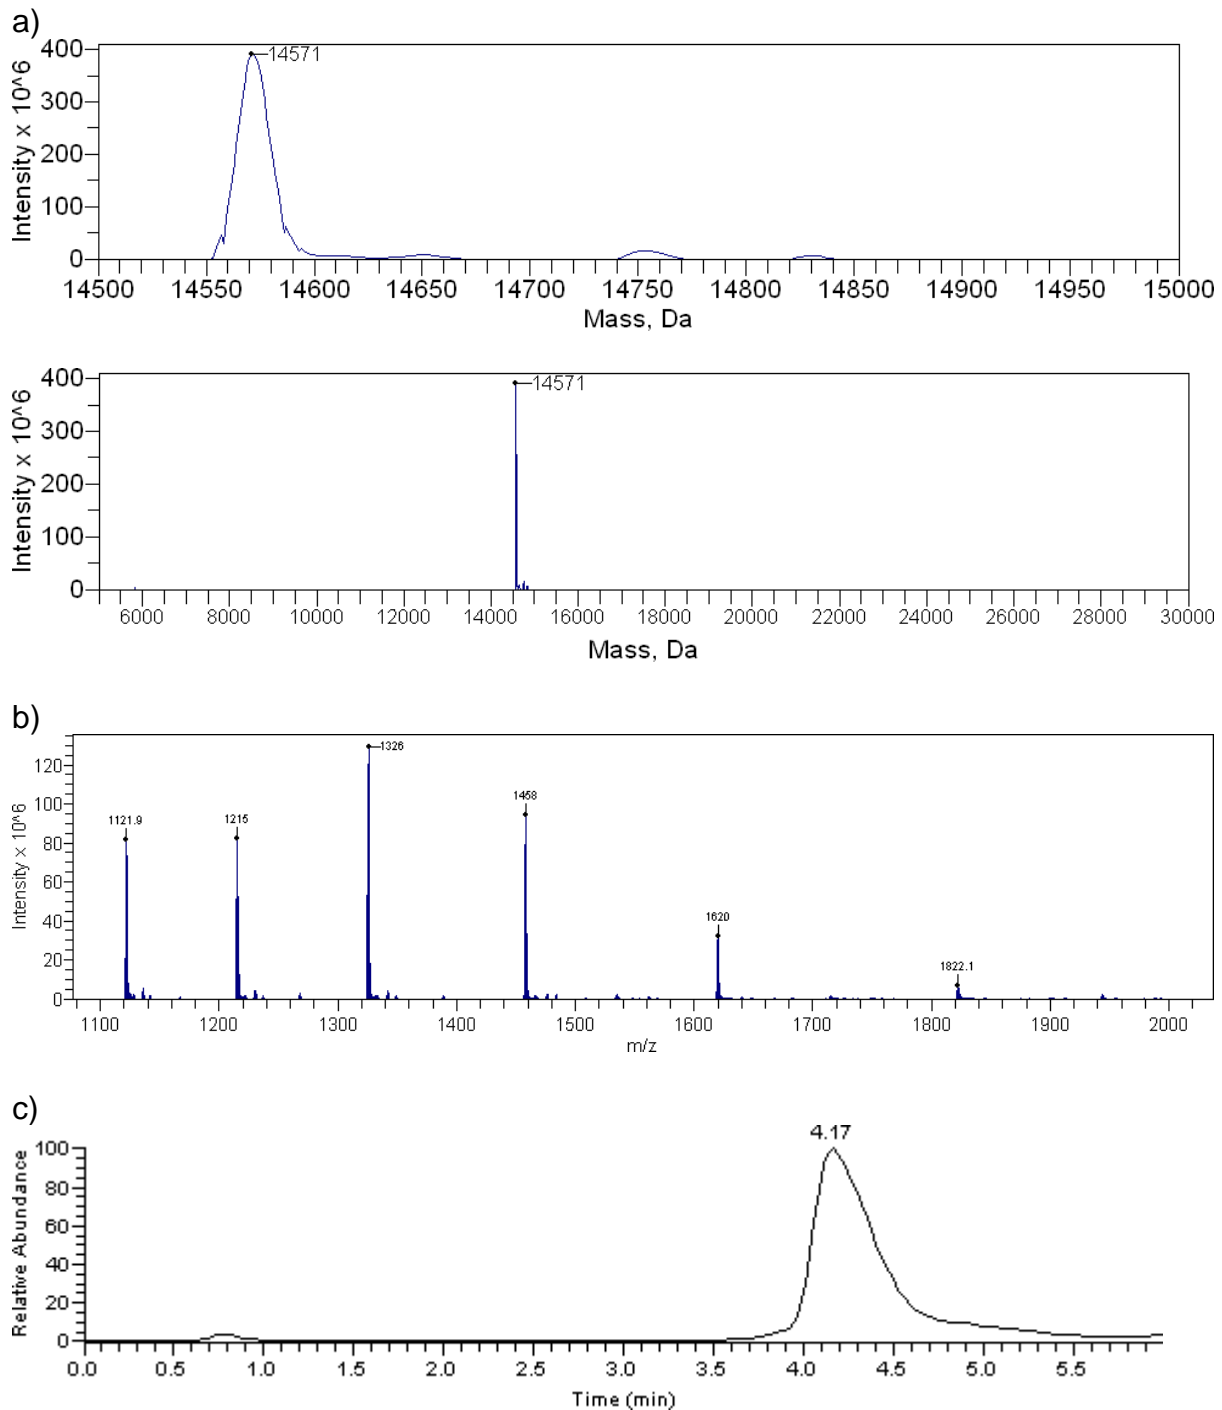 a)
400
300
200
100
0
Intensity x 10^6
14571
14500 14550 14600 14650 14700 14750 14800 14850 14900 14950 15000
Mass, Da
400
300
200
100
0
Intensity x 10^6
14571
6000 8000 10000 12000 14000 16000 18000 20000 22000 24000 26000 28000 30000
Mass, Da
b)
120
100
80
60
40
20
0
Intensity x 10^6
1121.9
1215
1326
1458
1620
1822.1
1100 1200 1300 1400 1500 1600 1700 1800 1900 2000
m/z
c)
100
80
60
40
20
0
Relative Abundance
4.17
0.0 0.5 1.0 1.5 2.0 2.5 3.0 3.5 4.0 4.5 5.0 5.5
Time (min)